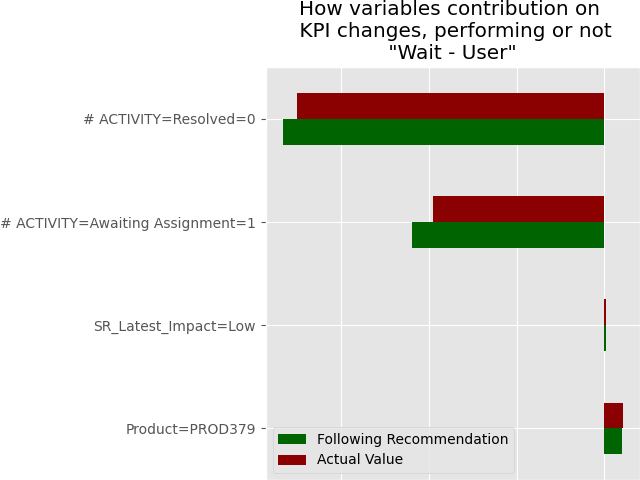 How variables contribution on
KPI changes, performing or not
"Wait - User"
# ACTIVITY=Resolved=0
# ACTIVITY=Awaiting Assignment=1
SR_Latest_Impact=Low
Product=PROD379
Following Recommendation
Actual Value